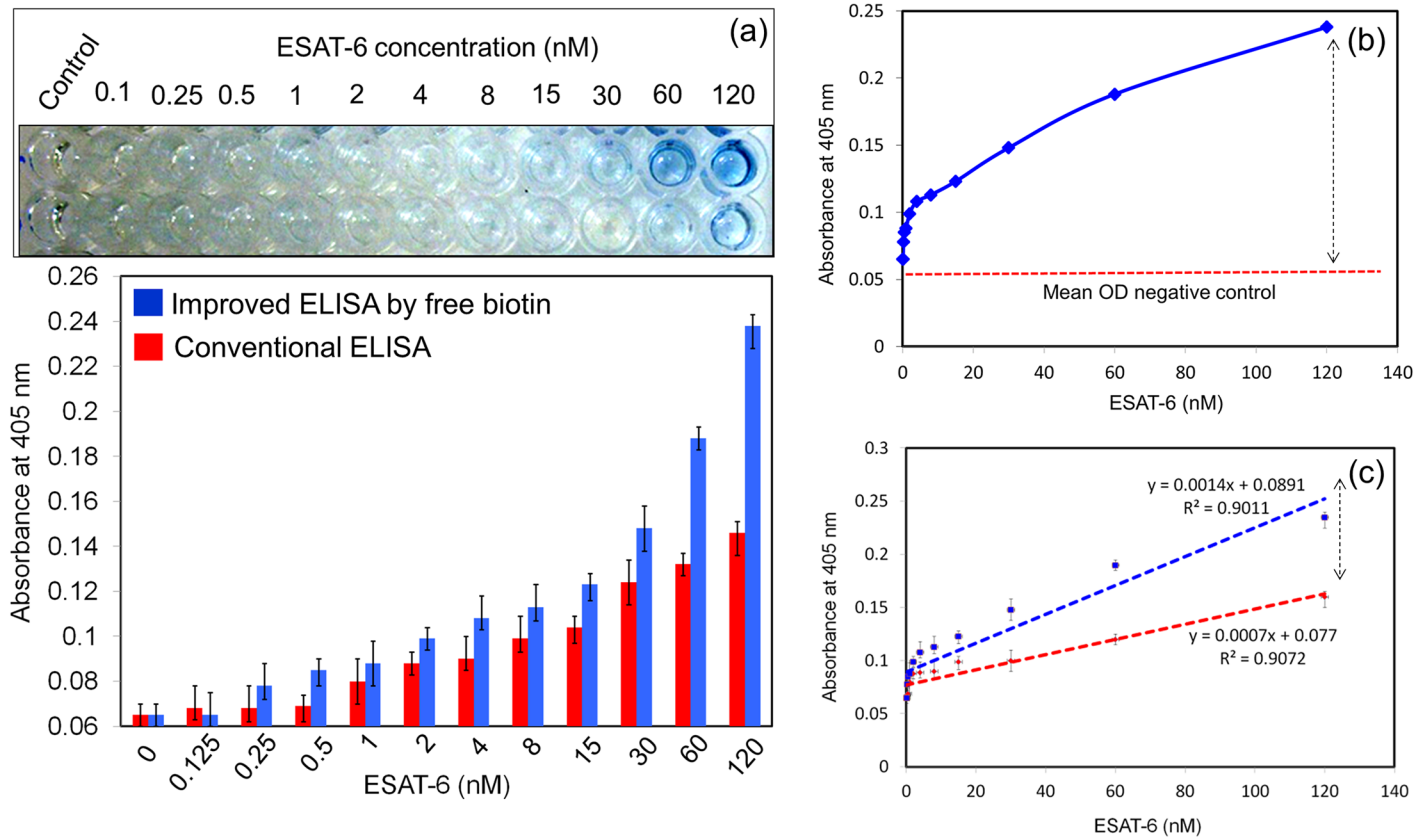 (a)
ESAT-6 concentration (nM)
Control 0.1 0.25 0.5 1 2 4 8 15 30 60 120
0.26
0.24
0.22
0.2
0.18
0.16
0.14
0.12
0.1
0.08
0.06
Absorbance at 405 nm
Improved ELISA by free biotin
Conventional ELISA
0 0.125 0.25 0.5 1 2 4 8 15 30 60 120
ESAT-6 (nM)
(b)
0.25
0.2
0.15
0.1
0.05
0
Absorbance at 405 nm
Mean OD negative control
0 20 40 60 80 100 120 140
ESAT-6 (nM)
(c)
0.3
0.25
0.2
0.15
0.1
0.05
0
Absorbance at 405 nm
y = 0.0014x + 0.0891
R² = 0.9011
y = 0.0007x + 0.077
R² = 0.9072
0 20 40 60 80 100 120 140
ESAT-6 (nM)